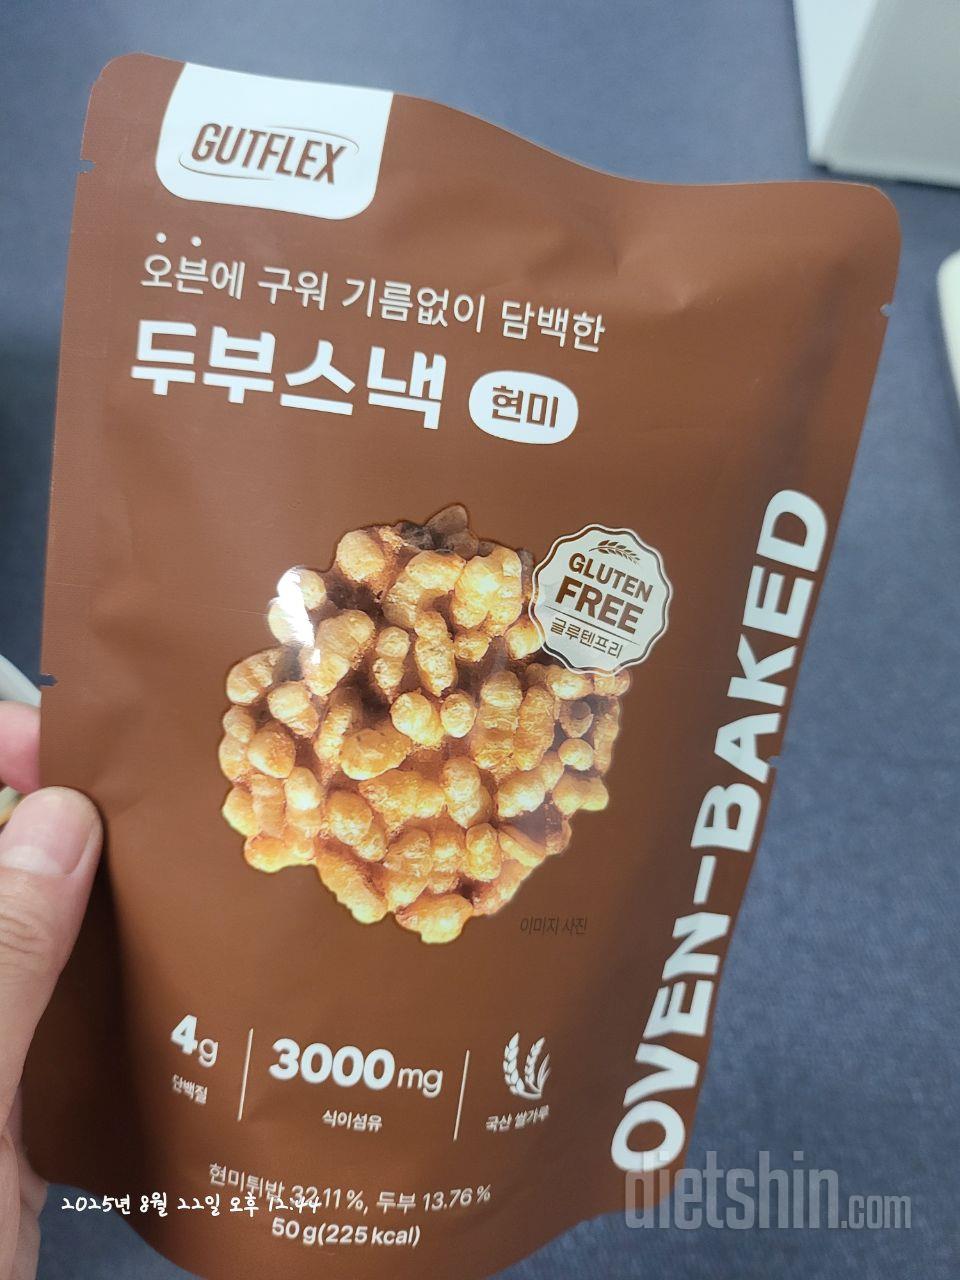 GUTFLEX
오븐에 구워 기름없이 담백한
두부스낵 현미
GLUTEN
FREE
글루텐프리
OVEN-BAKED
이미지 사진
4g
단백질
3000mg
식이섬유
국산 쌀가루
현미튀밥 32.11%, 두부 13.76%
50g(225kcal)
2025년 8월 22일 오후 12:44
dietshin.com